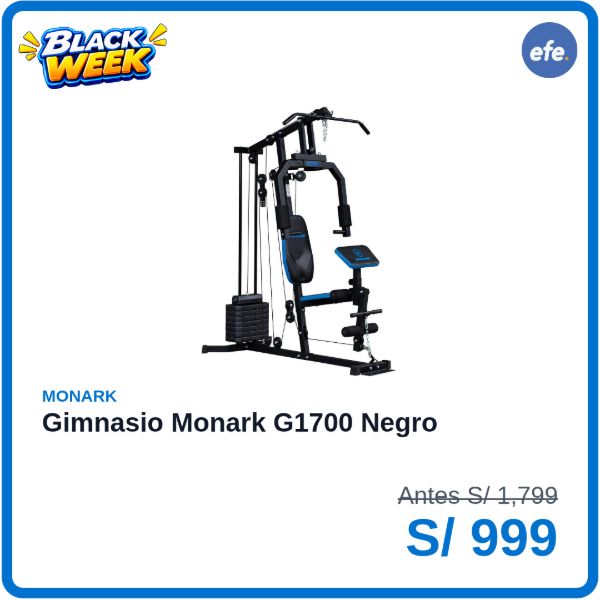 BLACK
WEEK
efe.
MONARK
Gimnasio Monark G1700 Negro
Antes S/ 1,799
S/ 999